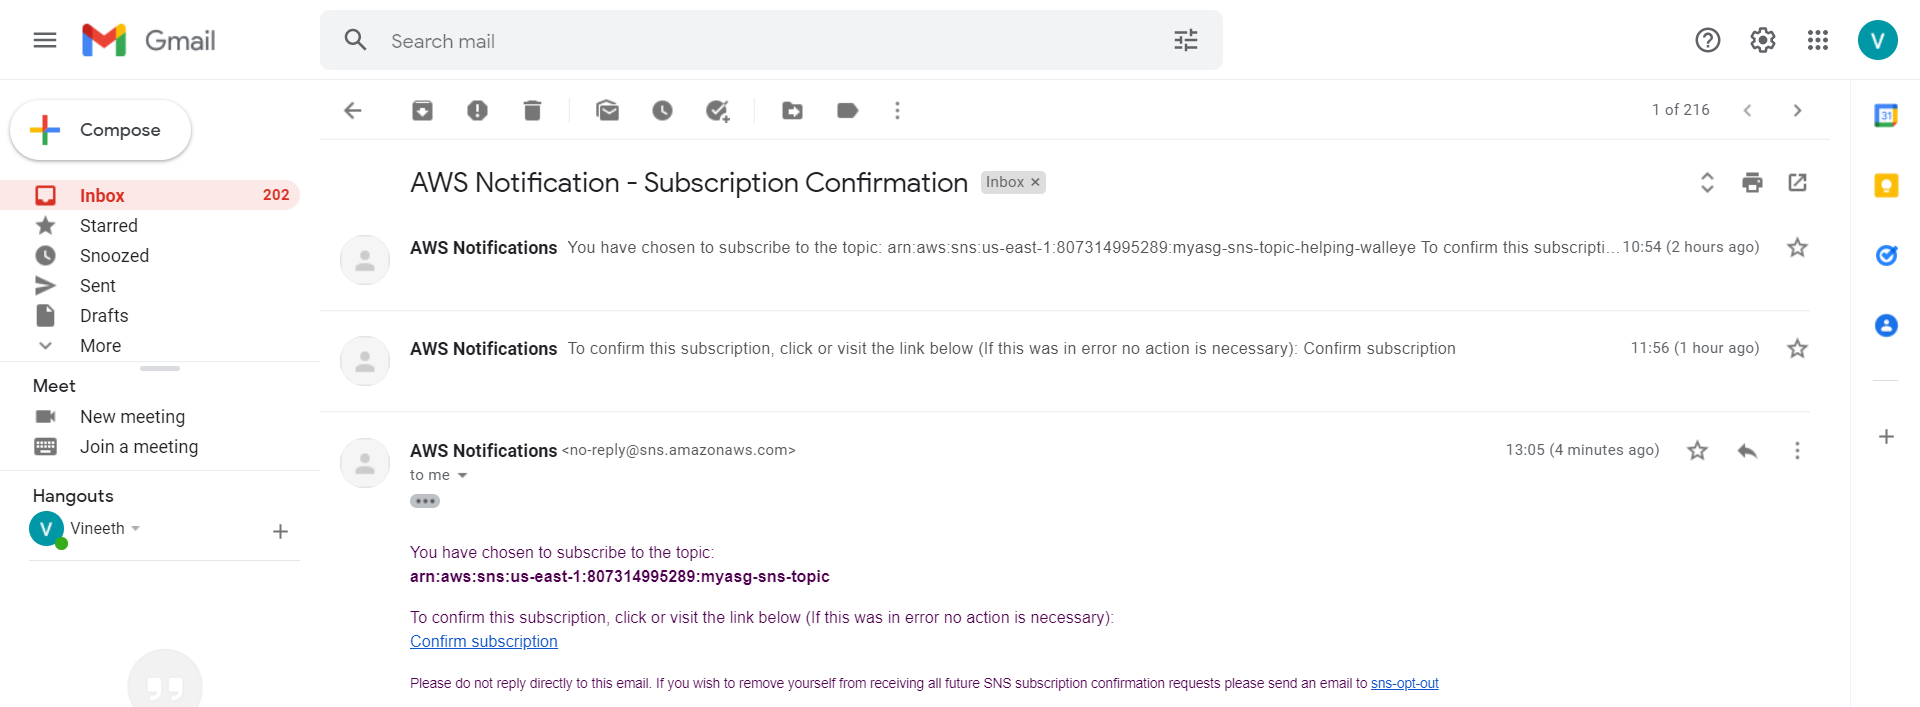 Gmail
Search mail
V
Compose
1 of 216
31
Inbox 202
Starred
Snoozed
Sent
Drafts
More
Meet
New meeting
Join a meeting
Hangouts
V Vineeth
AWS Notification - Subscription Confirmation Inbox ×
AWS Notifications You have chosen to subscribe to the topic: arn:aws:sns:us-east-1:807314995289:myasg-sns-topic-helping-walleye To confirm this subscripti... 10:54 (2 hours ago)
AWS Notifications To confirm this subscription, click or visit the link below (If this was in error no action is necessary): Confirm subscription 11:56 (1 hour ago)
AWS Notifications <no-reply@sns.amazonaws.com> 13:05 (4 minutes ago)
to me
You have chosen to subscribe to the topic:
arn:aws:sns:us-east-1:807314995289:myasg-sns-topic
To confirm this subscription, click or visit the link below (If this was in error no action is necessary):
Confirm subscription
Please do not reply directly to this email. If you wish to remove yourself from receiving all future SNS subscription confirmation requests please send an email to sns-opt-out